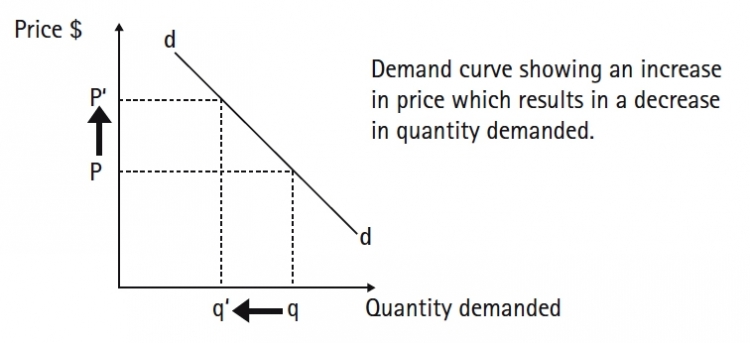 Price $
d
Demand curve showing an increase
in price which results in a decrease
in quantity demanded.
P'
P
d
q'
q
Quantity demanded